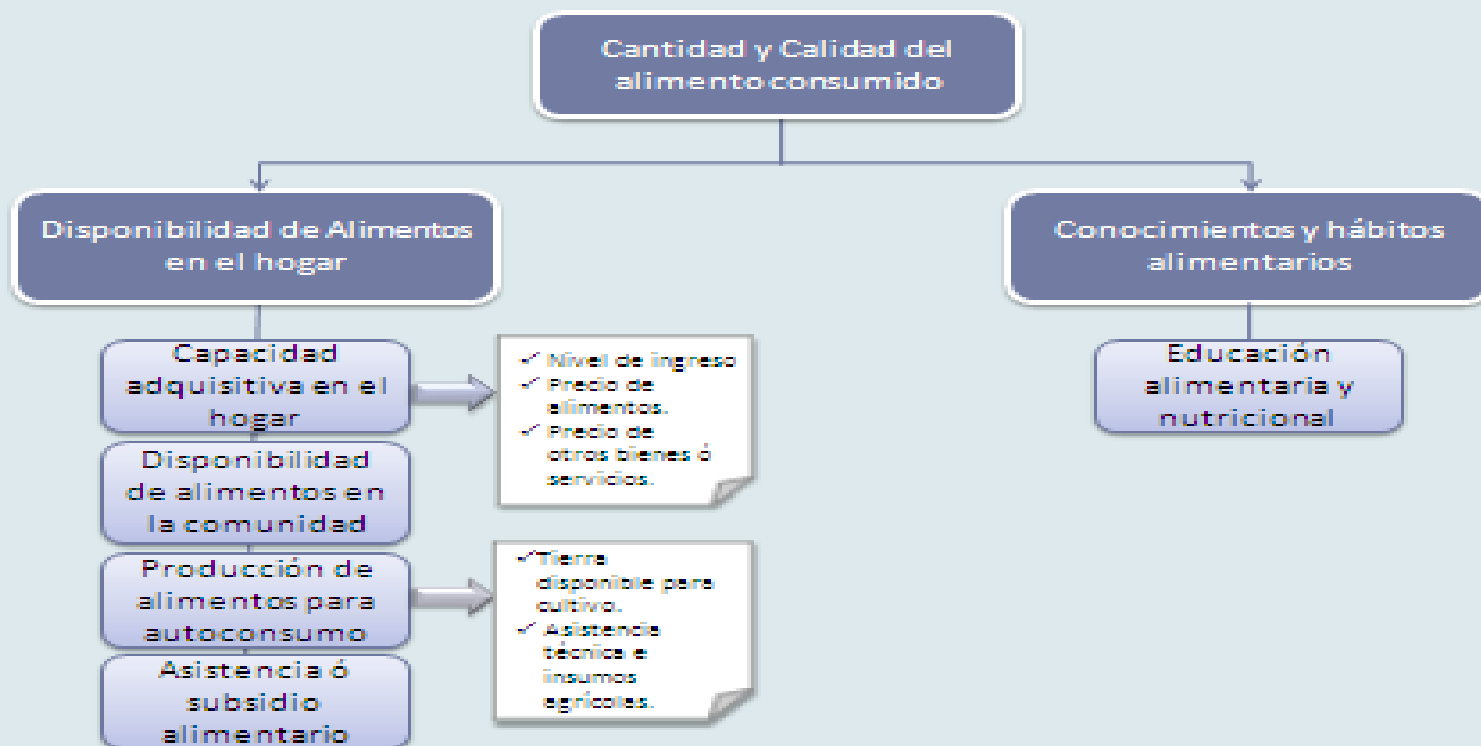 Cantidad y Calidad del
alimento consumido
Disponibilidad de Alimentos
en el hogar
Conocimientos y hábitos
alimentarios
Capacidad
adquisitiva en el
hogar
✓ Nivel de ingreso
✓ Precio de
alimentos.
✓ Precio de
otros bienes ó
servicios.
Educación
alimentaria y
nutricional
Disponibilidad
de alimentos en
la comunidad
Producción de
alimentos para
autoconsumo
✓Tierra
disponible para
cultivo.
✓ Asistencia
técnica e
insumos
agrícolas.
Asistencia ó
subsidio
alimentario